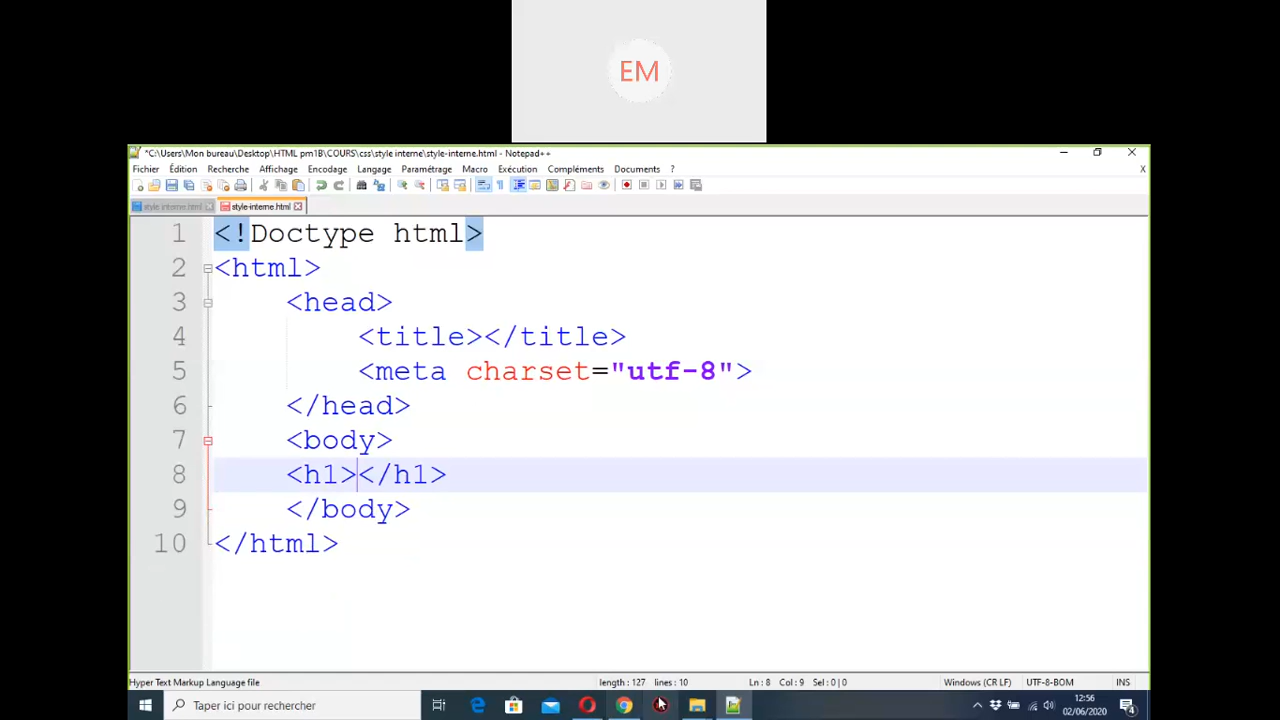 EM
*C:\Users\Mon bureau\Desktop\HTML pm1B\COURS\css\style interne\style-interne.html - Notepad++
Fichier Édition Recherche Affichage Encodage Langage Paramétrage Macro Exécution Compléments Documents ? X
style interne.html style-interne.html
1 <!Doctype html>
2 <html>
3 <head>
4 <title></title>
5 <meta charset="utf-8">
6 </head>
7 <body>
8 <h1></h1>
9 </body>
10 </html>
Hyper Text Markup Language file length : 127 lines : 10 Ln : 8 Col : 9 Sel : 0 | 0 Windows (CR LF) UTF-8-BOM INS
Taper ici pour rechercher
12:56
02/06/2020
4